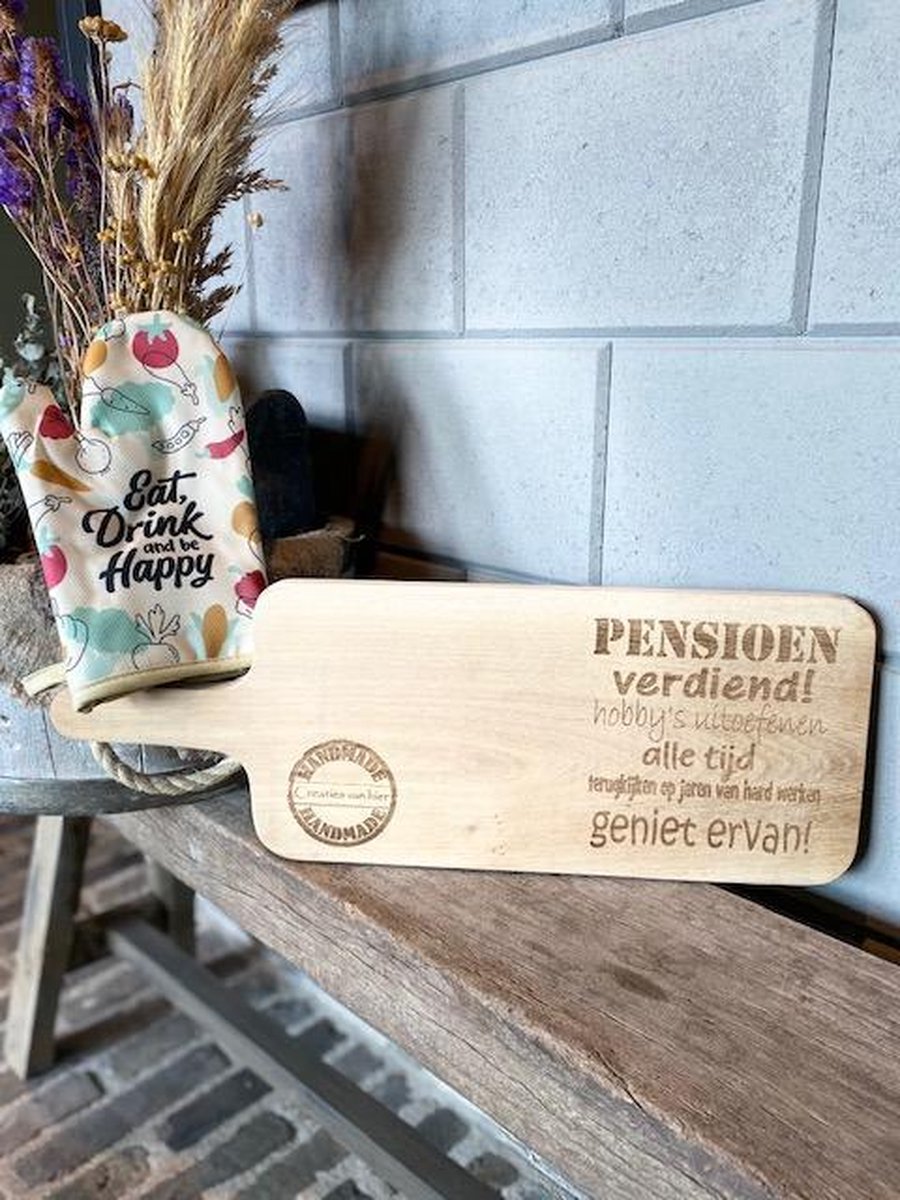 Eat,
Drink
and be
Happy
PENSIOEN
verdiend!
hobby's uitoefenen
alle tijd
terugkijken op jaren van hard werken
geniet ervan!
HANDMADE
Creaties van hier
HANDMADE